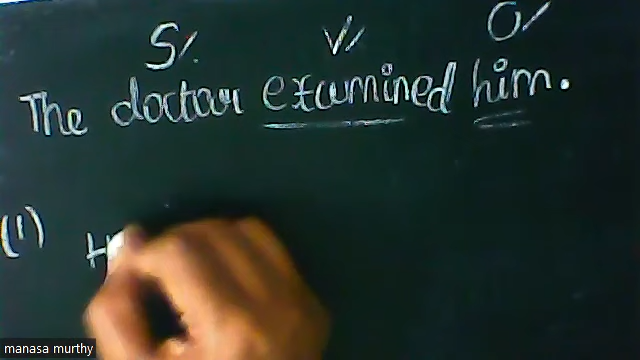 S/. V/. O/.
The doctor examined him.
(1) H
manasa murthy